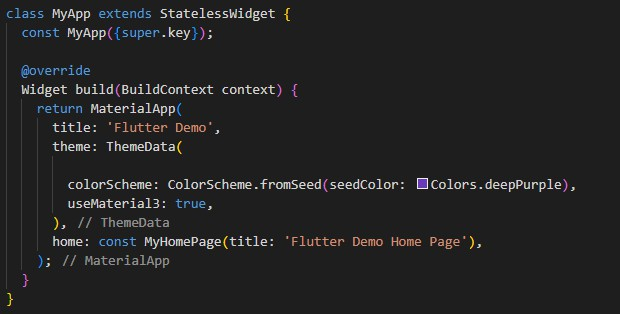 class MyApp extends StatelessWidget {
  const MyApp({super.key});

  @override
  Widget build(BuildContext context) {
    return MaterialApp(
      title: 'Flutter Demo',
      theme: ThemeData(

        colorScheme: ColorScheme.fromSeed(seedColor: Colors.deepPurple),
        useMaterial3: true,
      ), // ThemeData
      home: const MyHomePage(title: 'Flutter Demo Home Page'),
    ); // MaterialApp
  }
}